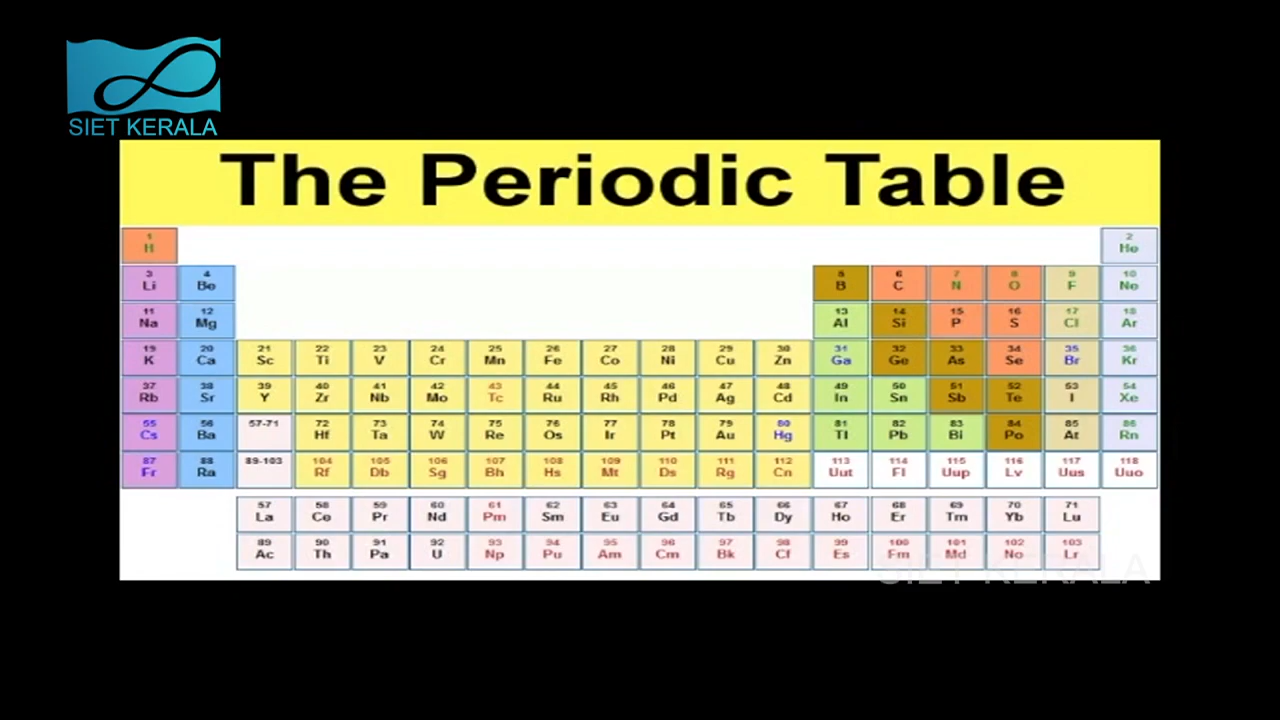 SIET KERALA
The Periodic Table
1 2
H He
3 4 5 6 7 8 9 10
Li Be B C N O F Ne
11 12 13 14 15 16 17 18
Na Mg Al Si P S Cl Ar
19 20 21 22 23 24 25 26 27 28 29 30 31 32 33 34 35 36
K Ca Sc Ti V Cr Mn Fe Co Ni Cu Zn Ga Ge As Se Br Kr
37 38 39 40 41 42 43 44 45 46 47 48 49 50 51 52 53 54
Rb Sr Y Zr Nb Mo Tc Ru Rh Pd Ag Cd In Sn Sb Te I Xe
55 56 57-71 72 73 74 75 76 77 78 79 80 81 82 83 84 85 86
Cs Ba Hf Ta W Re Os Ir Pt Au Hg Tl Pb Bi Po At Rn
87 88 89-103 104 105 106 107 108 109 110 111 112 113 114 115 116 117 118
Fr Ra Rf Db Sg Bh Hs Mt Ds Rg Cn Uut Fl Uup Lv Uus Uuo
57 58 59 60 61 62 63 64 65 66 67 68 69 70 71
La Ce Pr Nd Pm Sm Eu Gd Tb Dy Ho Er Tm Yb Lu
89 90 91 92 93 94 95 96 97 98 99 100 101 102 103
Ac Th Pa U Np Pu Am Cm Bk Cf Es Fm Md No Lr
SIET KERALA